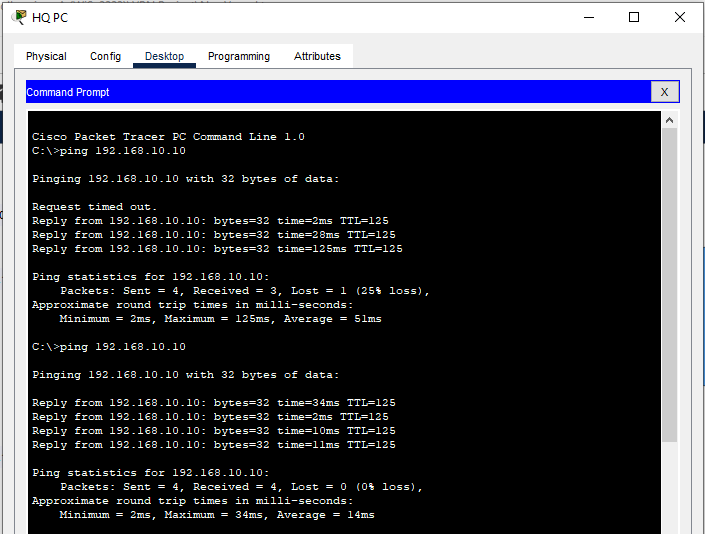 HQ PC
Physical Config Desktop Programming Attributes
Command Prompt X
Cisco Packet Tracer PC Command Line 1.0
C:\>ping 192.168.10.10
Pinging 192.168.10.10 with 32 bytes of data:
Request timed out.
Reply from 192.168.10.10: bytes=32 time=2ms TTL=125
Reply from 192.168.10.10: bytes=32 time=28ms TTL=125
Reply from 192.168.10.10: bytes=32 time=125ms TTL=125
Ping statistics for 192.168.10.10:
Packets: Sent = 4, Received = 3, Lost = 1 (25% loss),
Approximate round trip times in milli-seconds:
Minimum = 2ms, Maximum = 125ms, Average = 51ms
C:\>ping 192.168.10.10
Pinging 192.168.10.10 with 32 bytes of data:
Reply from 192.168.10.10: bytes=32 time=34ms TTL=125
Reply from 192.168.10.10: bytes=32 time=2ms TTL=125
Reply from 192.168.10.10: bytes=32 time=10ms TTL=125
Reply from 192.168.10.10: bytes=32 time=11ms TTL=125
Ping statistics for 192.168.10.10:
Packets: Sent = 4, Received = 4, Lost = 0 (0% loss),
Approximate round trip times in milli-seconds:
Minimum = 2ms, Maximum = 34ms, Average = 14ms